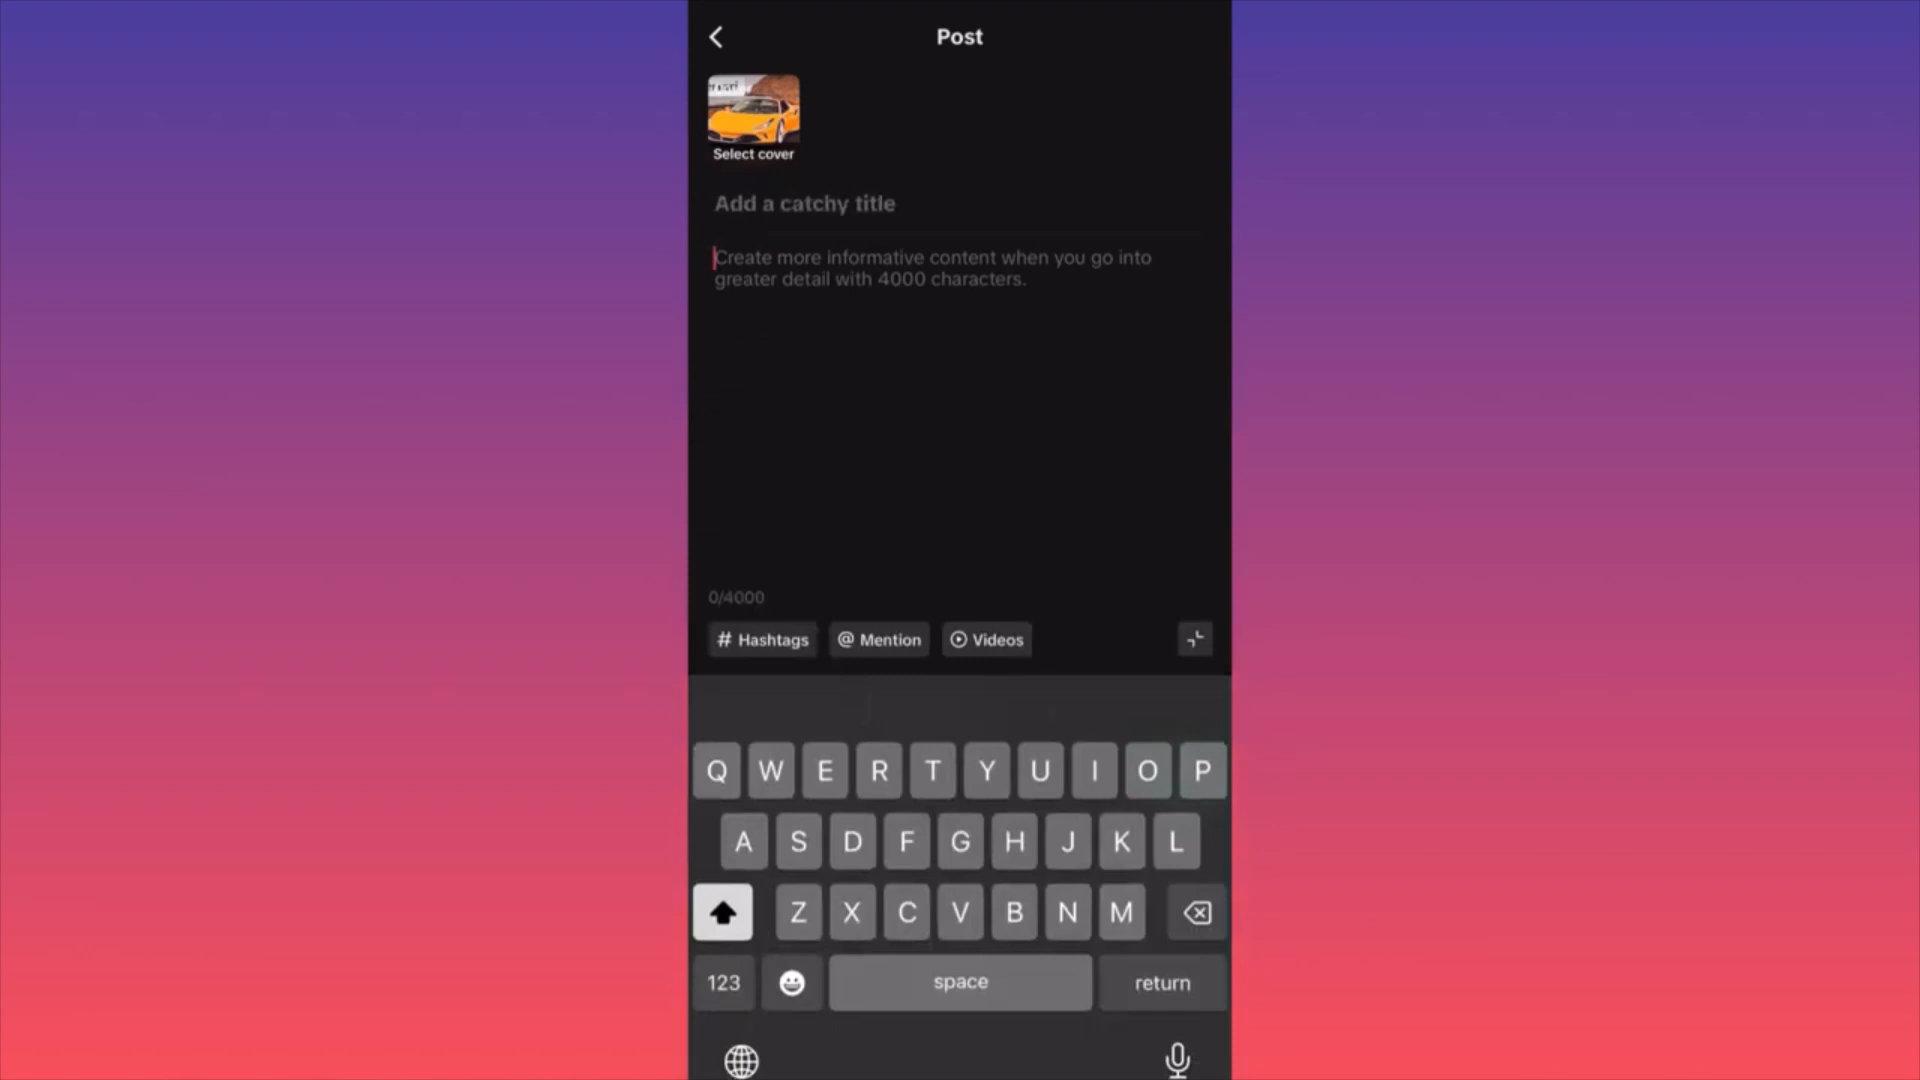 Post
Select cover
Add a catchy title
Create more informative content when you go into
greater detail with 4000 characters.
0/4000
# Hashtags @ Mention Videos
Q W E R T Y U I O P
A S D F G H J K L
Z X C V B N M
123 space return